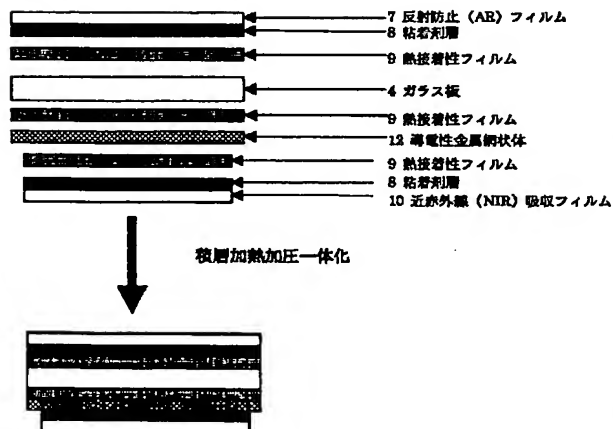 7 反射防止（AR）フィルム
8 粘着剤層
9 熱接着性フィルム
4 ガラス板
9 熱接着性フィルム
12 導電性金属網状体
9 熱接着性フィルム
8 粘着剤層
10 近赤外線（NIR）吸収フィルム
積層加熱加圧一体化